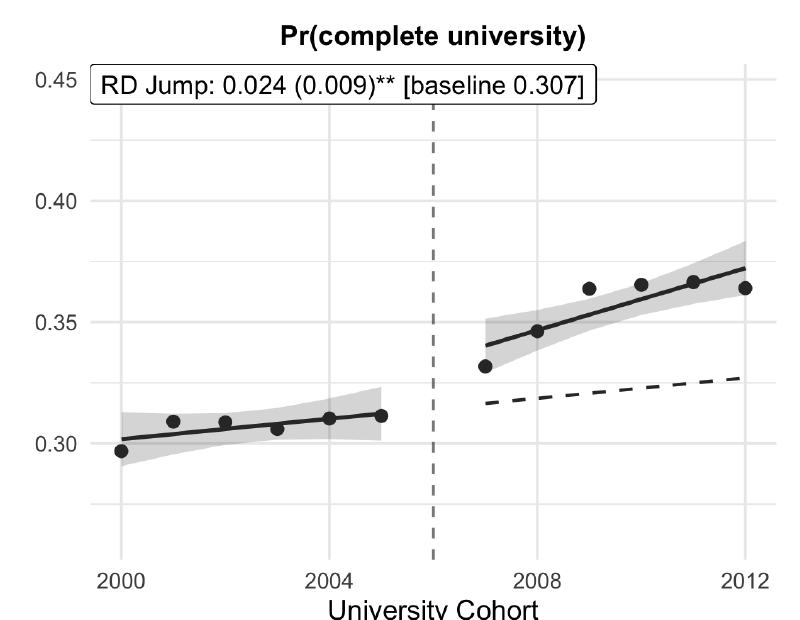 Pr(complete university)
RD Jump: 0.024 (0.009)** [baseline 0.307]
0.45
0.40
0.35
0.30
2000 2004 2008 2012
University Cohort